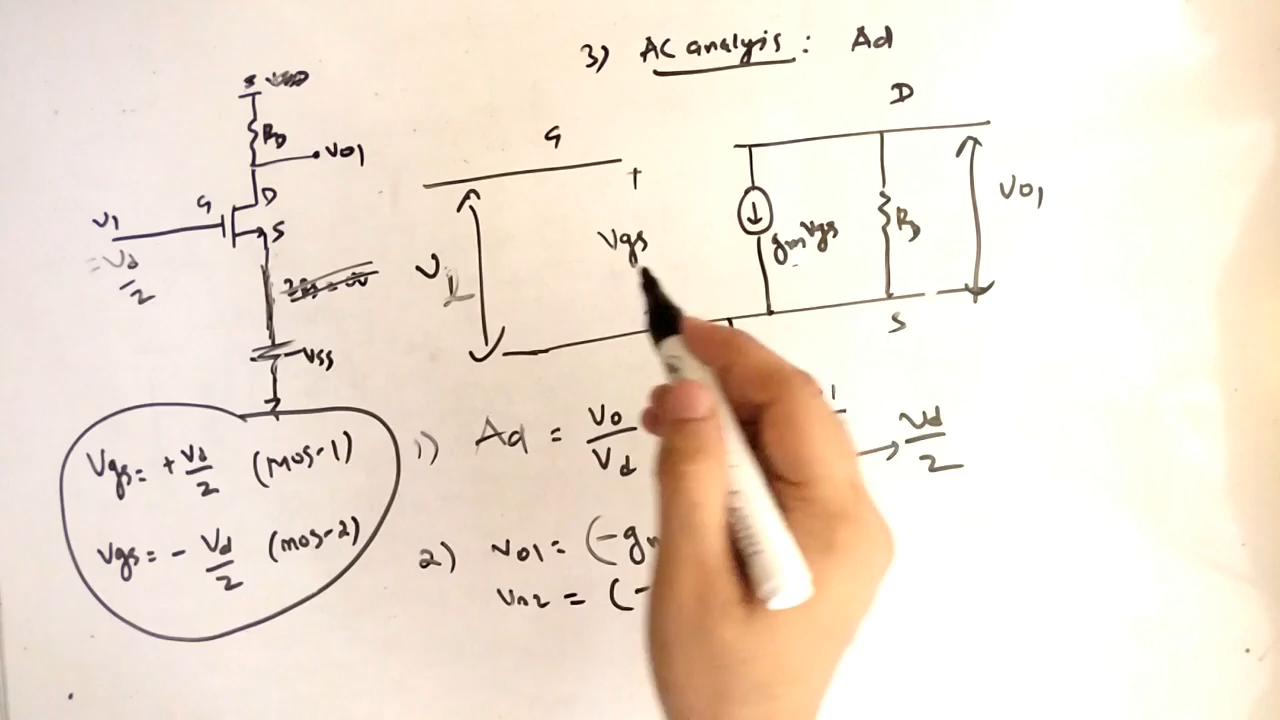 3) AC analysis : Ad
RD
Vo1
D
G
S
V1
= Vd/2
-VSS
G
+
V1
Vgs
D
gmVgs
RD
Vo1
S
Vgs = + Vd/2 (MOS-1)
Vgs = - Vd/2 (MOS-2)
1) Ad = Vo/Vd
→ Vd/2
2) Vo1 = (-g
= (-